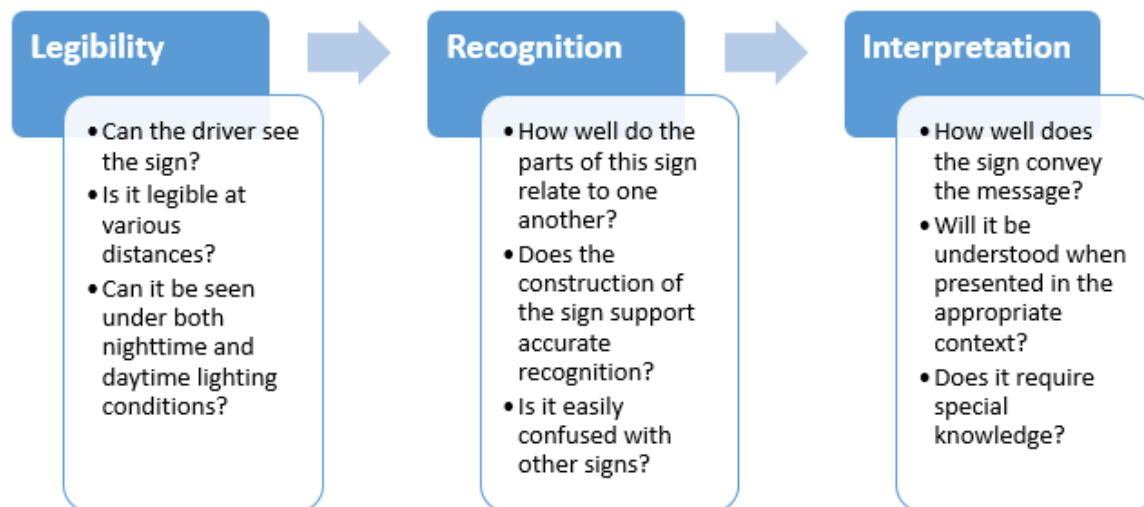 Legibility
• Can the driver see
the sign?
• Is it legible at
various
distances?
• Can it be seen
under both
nighttime and
daytime lighting
conditions?
Recognition
• How well do the
parts of this sign
relate to one
another?
• Does the
construction of
the sign support
accurate
recognition?
• Is it easily
confused with
other signs?
Interpretation
• How well does
the sign convey
the message?
• Will it be
understood when
presented in the
appropriate
context?
• Does it require
special
knowledge?